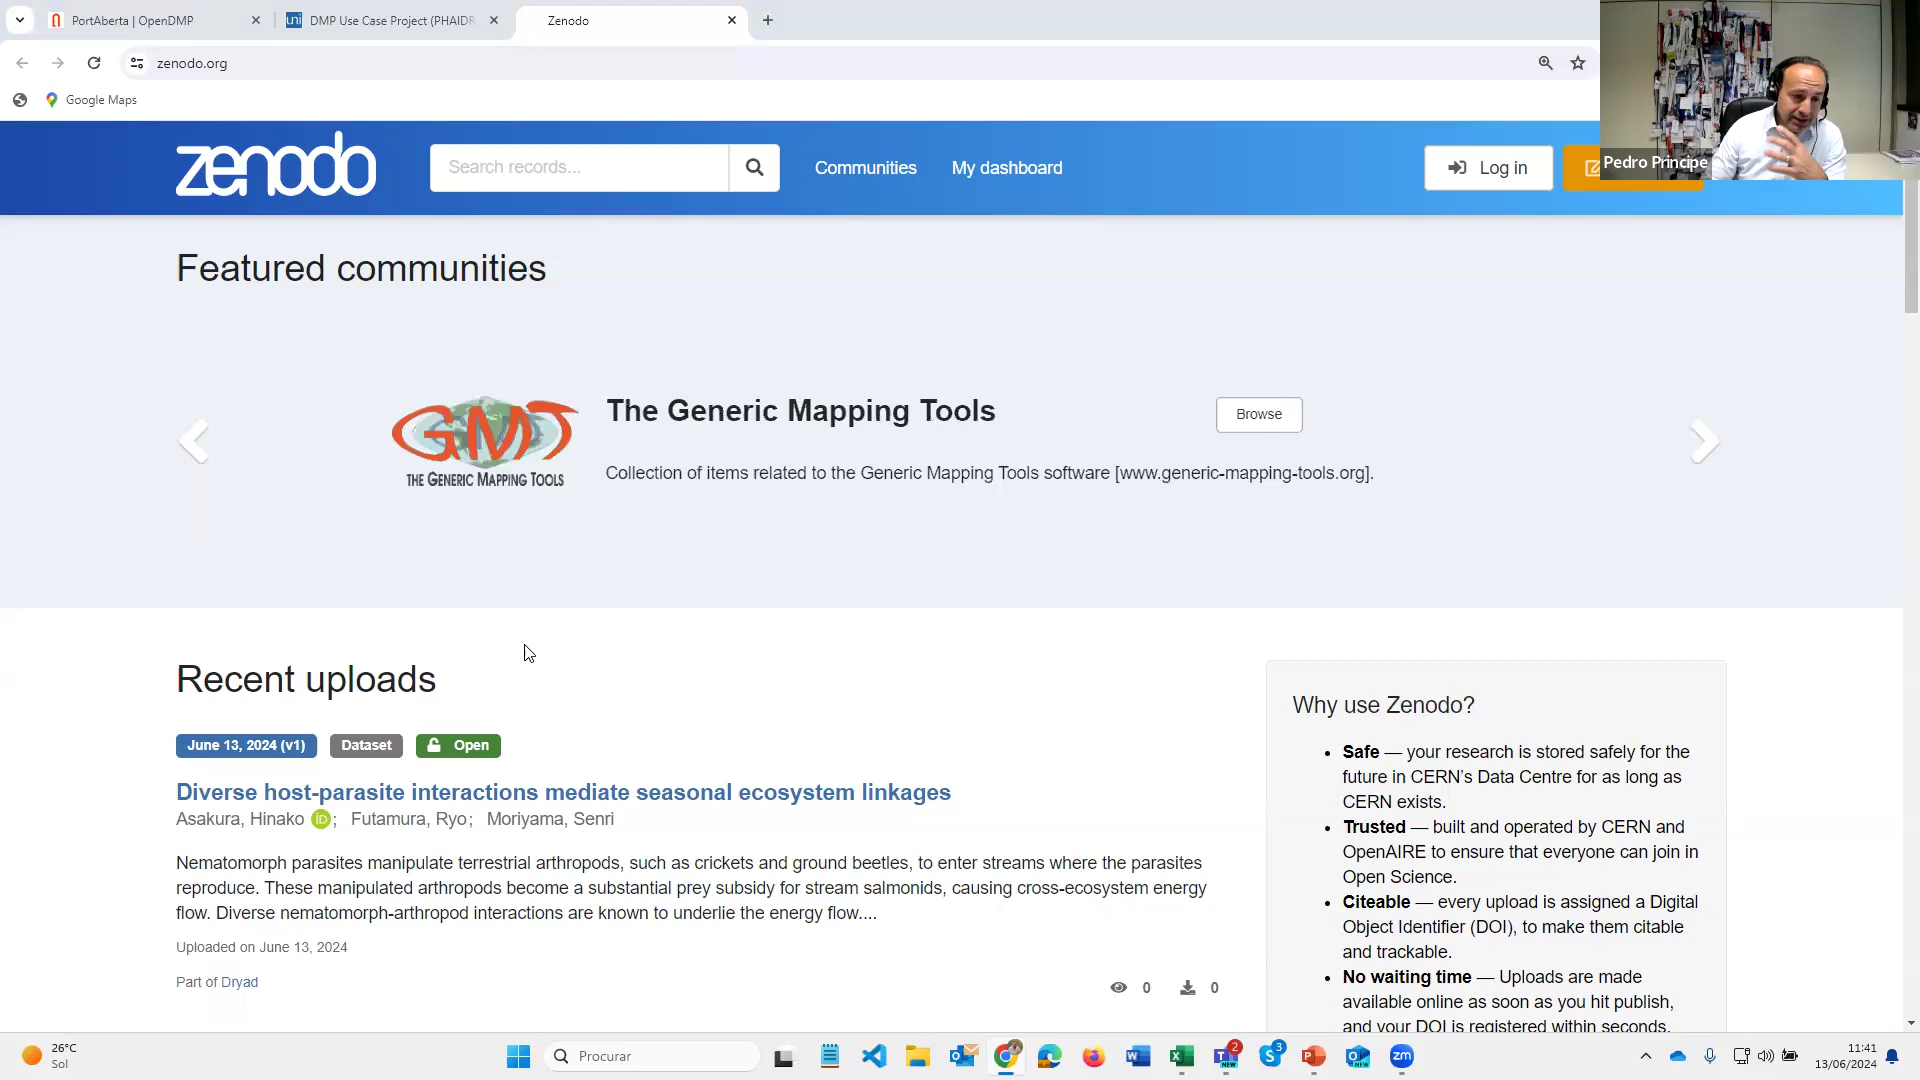 PortAberta | OpenDMP
DMP Use Case Project (PHAIDR
Zenodo
zenodo.org
Google Maps
zenodo
Search records...
Communities
My dashboard
Log in
Pedro Principe
Featured communities
GMT
THE GENERIC MAPPING TOOLS
The Generic Mapping Tools
Browse
Collection of items related to the Generic Mapping Tools software [www.generic-mapping-tools.org].
Recent uploads
June 13, 2024 (v1) Dataset Open
Diverse host-parasite interactions mediate seasonal ecosystem linkages
Asakura, Hinako iD; Futamura, Ryo; Moriyama, Senri
Nematomorph parasites manipulate terrestrial arthropods, such as crickets and ground beetles, to enter streams where the parasites
reproduce. These manipulated arthropods become a substantial prey subsidy for stream salmonids, causing cross-ecosystem energy
flow. Diverse nematomorph-arthropod interactions are known to underlie the energy flow....
Uploaded on June 13, 2024
Part of Dryad
0 0
Why use Zenodo?
• Safe — your research is stored safely for the
future in CERN's Data Centre for as long as
CERN exists.
• Trusted — built and operated by CERN and
OpenAIRE to ensure that everyone can join in
Open Science.
• Citeable — every upload is assigned a Digital
Object Identifier (DOI), to make them citable
and trackable.
• No waiting time — Uploads are made
available online as soon as you hit publish,
and your DOI is registered within seconds.
26°C
Sol
Procurar
2
NEW
3
zm
11:41
13/06/2024